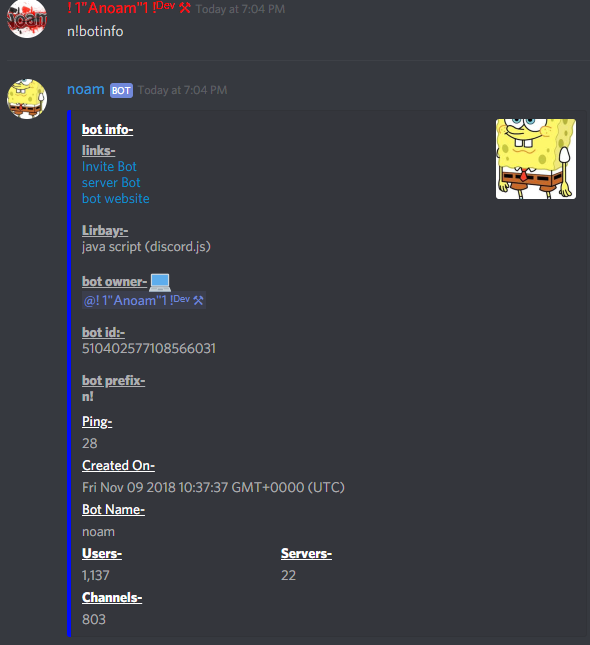 Noam
! 1"Anoam"1 !ᴰᵉᵛ ⚒ Today at 7:04 PM
n!botinfo
noam BOT Today at 7:04 PM
bot info-
links-
Invite Bot
server Bot
bot website
Lirbay:-
java script (discord.js)
bot owner- 💻
@! 1"Anoam"1 !ᴰᵉᵛ ⚒
bot id:-
510402577108566031
bot prefix-
n!
Ping-
28
Created On-
Fri Nov 09 2018 10:37:37 GMT+0000 (UTC)
Bot Name-
noam
Users- Servers-
1,137 22
Channels-
803